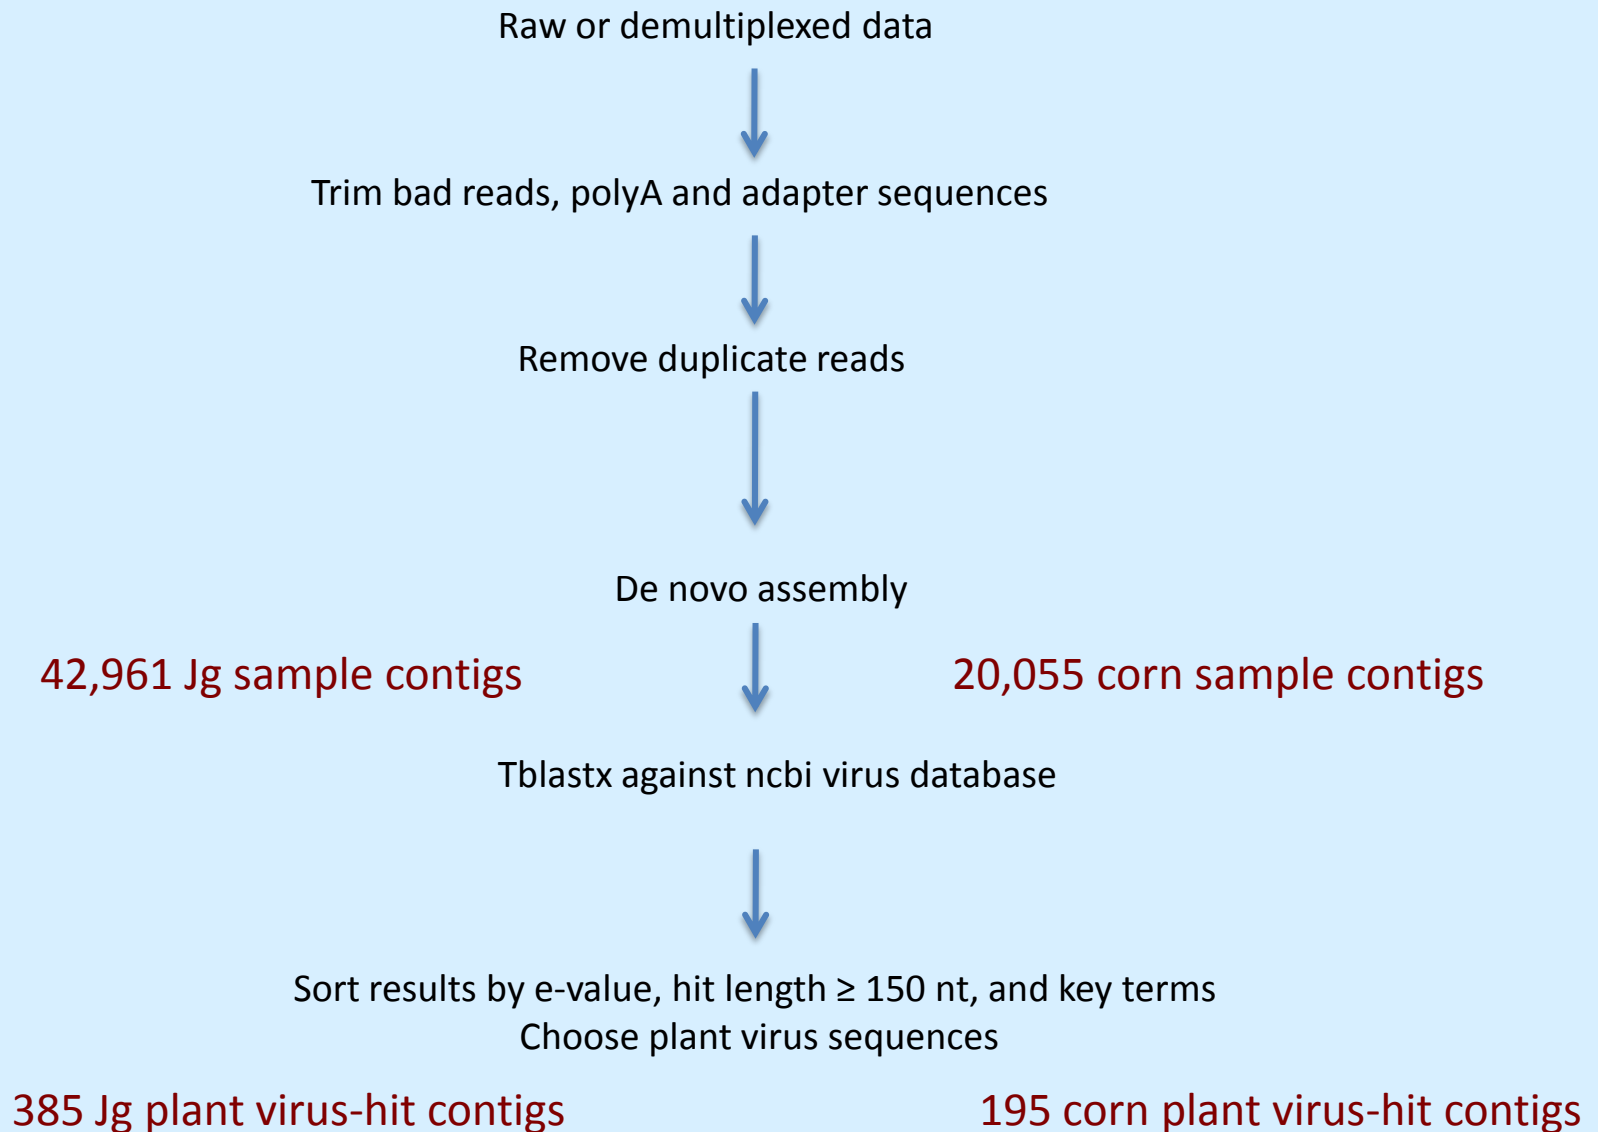 Raw or demultiplexed data
Trim bad reads, polyA and adapter sequences
Remove duplicate reads
De novo assembly
42,961 Jg sample contigs
20,055 corn sample contigs
Tblastx against ncbi virus database
Sort results by e-value, hit length ≥ 150 nt, and key terms
Choose plant virus sequences
385 Jg plant virus-hit contigs
195 corn plant virus-hit contigs